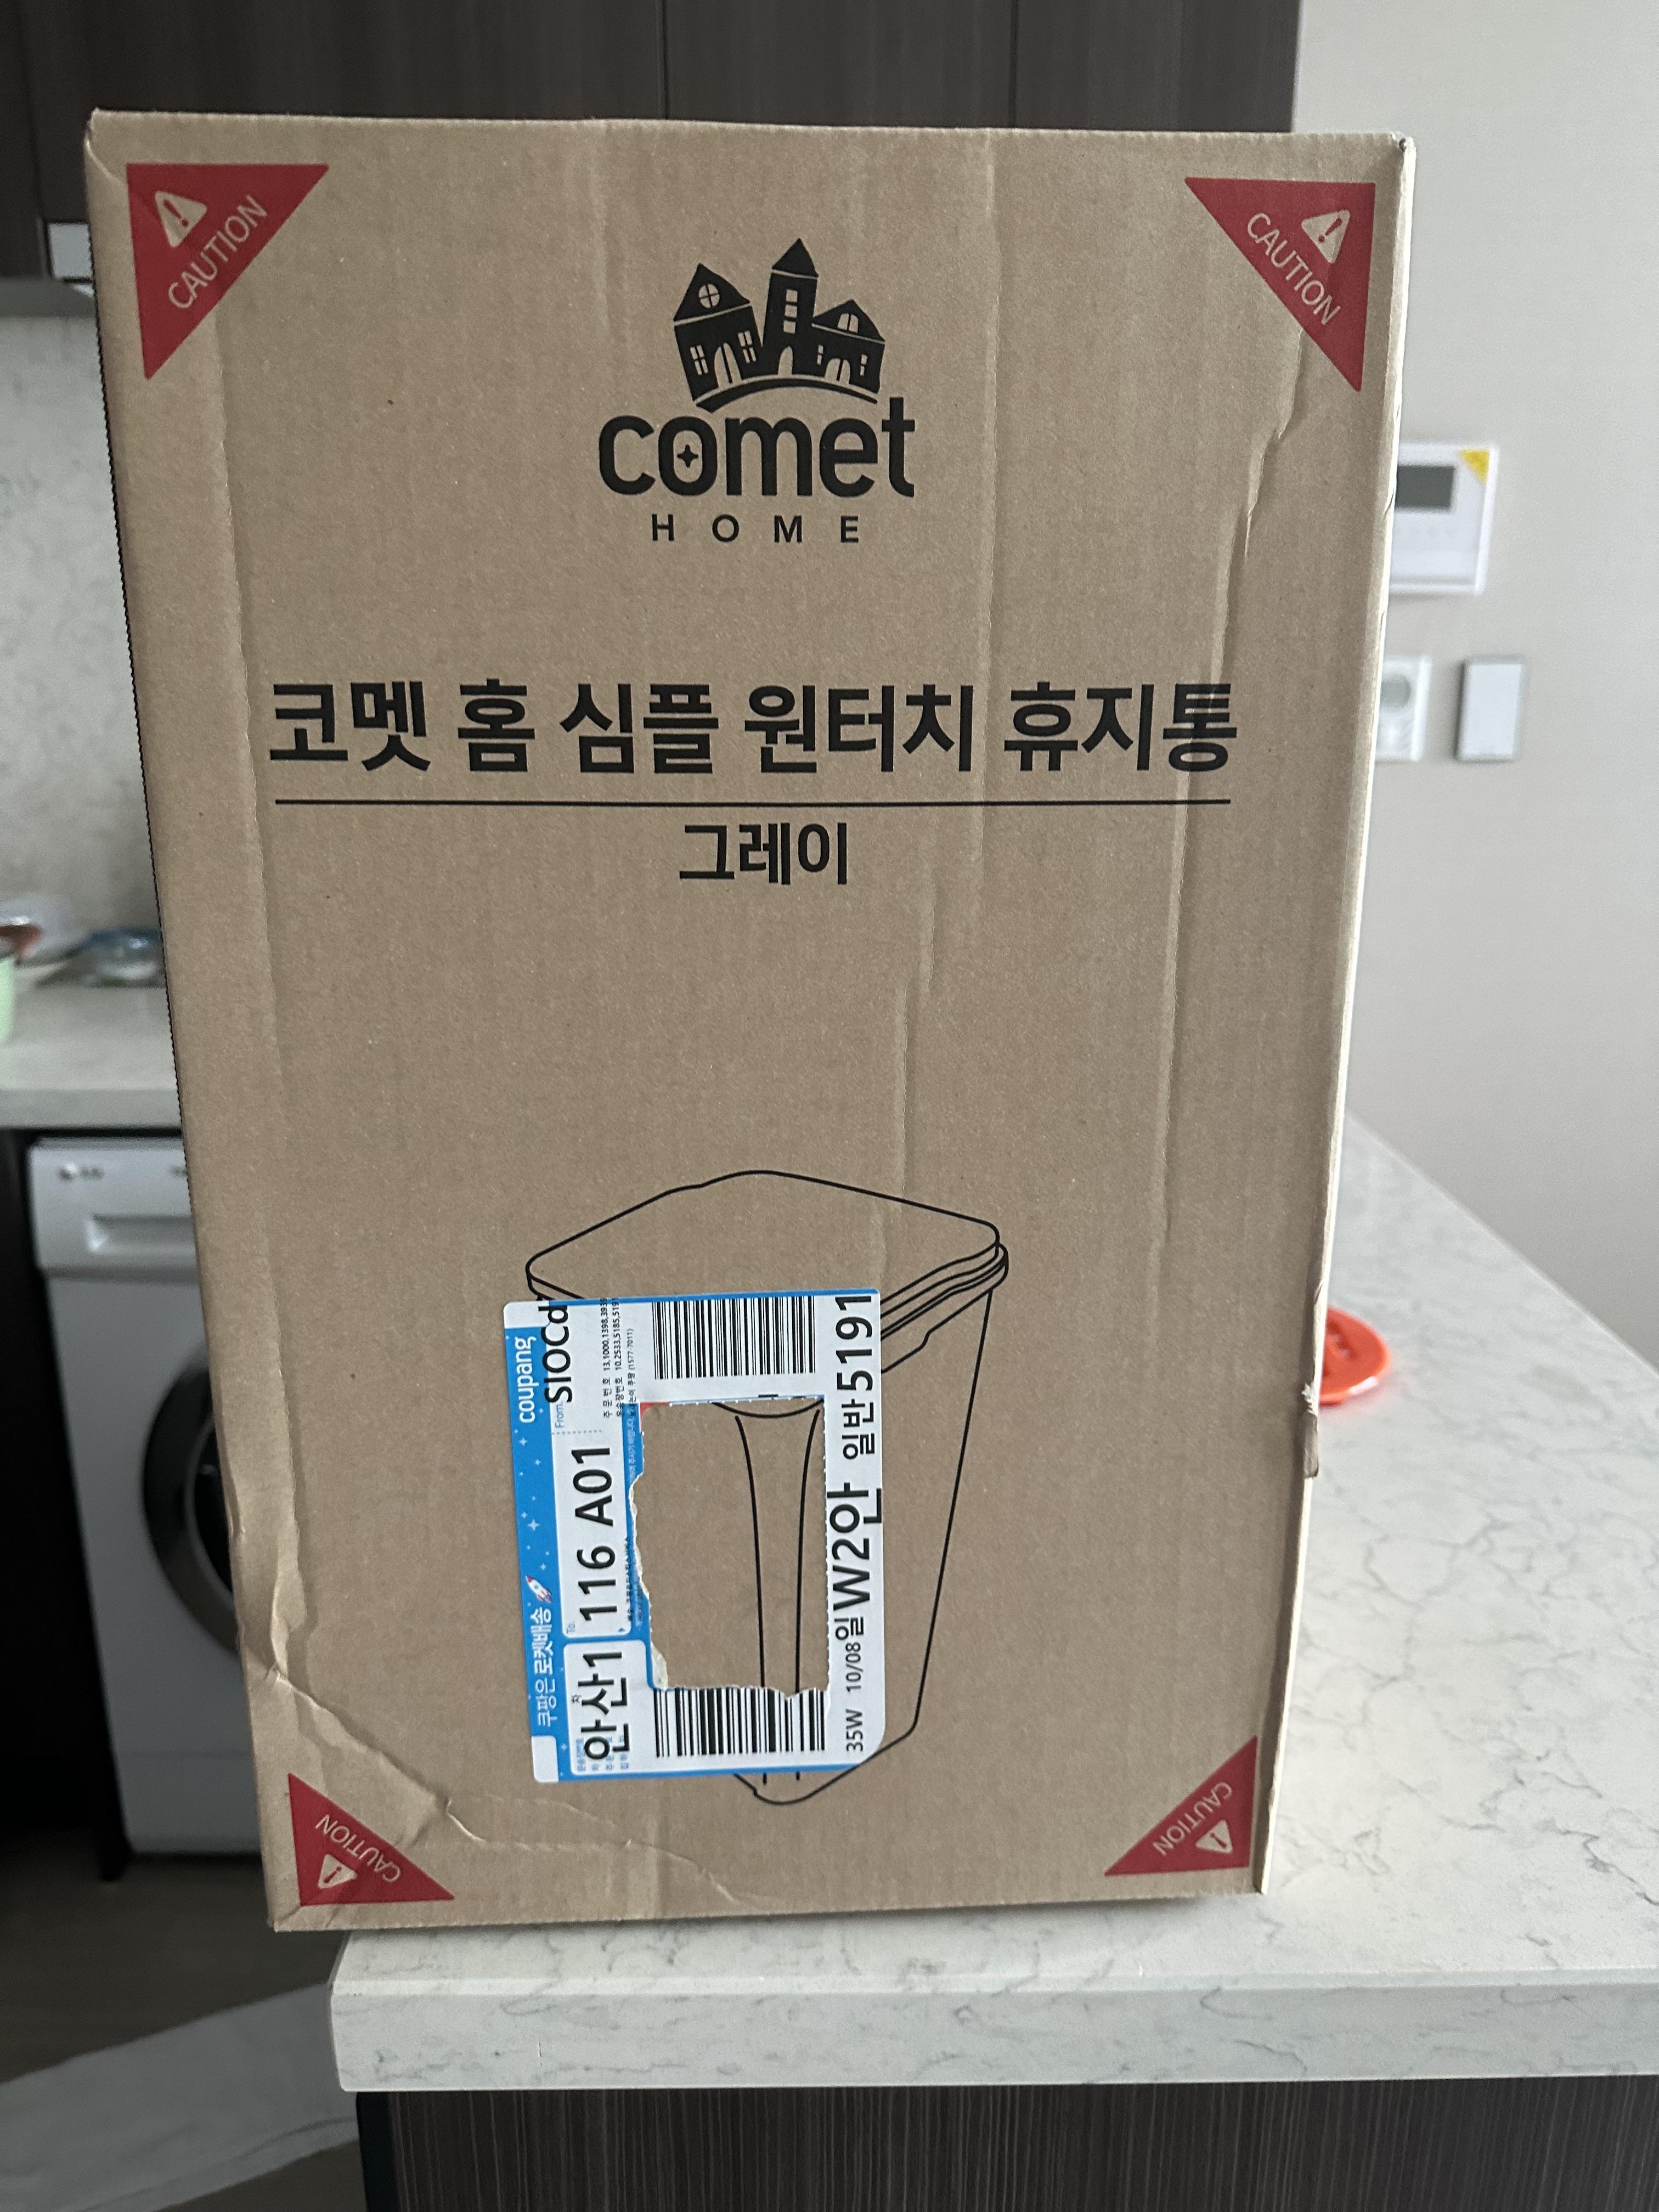 CAUTION
CAUTION
comet
HOME
코멧 홈 심플 원터치 휴지통
그레이
coupang
쿠팡은 로켓배송
From.
SIOCd
To.
안산1
116 A01
35W 10/08일 W2안 일반 5191
CAUTION
CAUTION